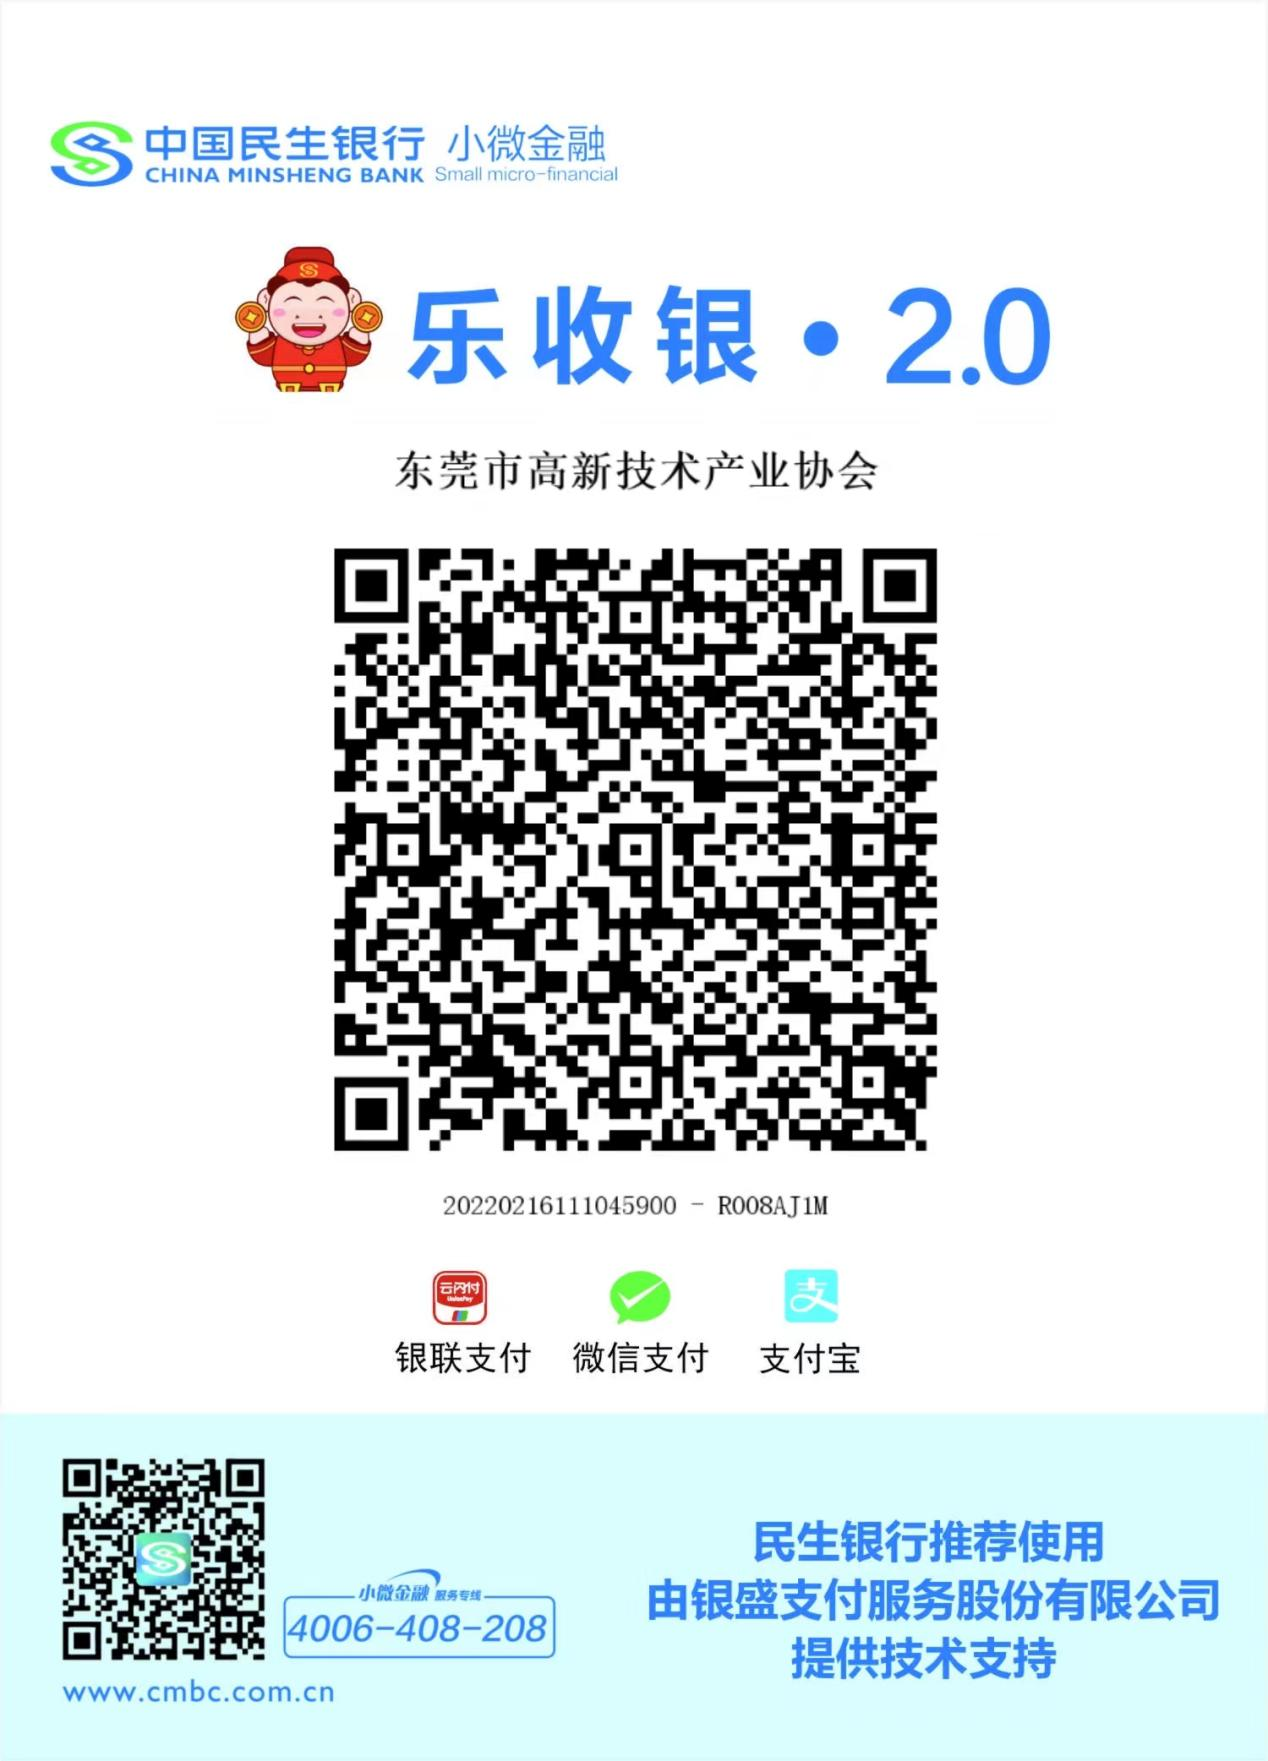 中国民生银行 小微金融
CHINA MINSHENG BANK Small micro-financial
乐收银·2.0
东莞市高新技术产业协会
20220216111045900 - R008AJ1M
云闪付
UnionPay
支
银联支付 微信支付 支付宝
小微金融 服务专线
4006-408-208
www.cmbc.com.cn
民生银行推荐使用
由银盛支付服务股份有限公司
提供技术支持